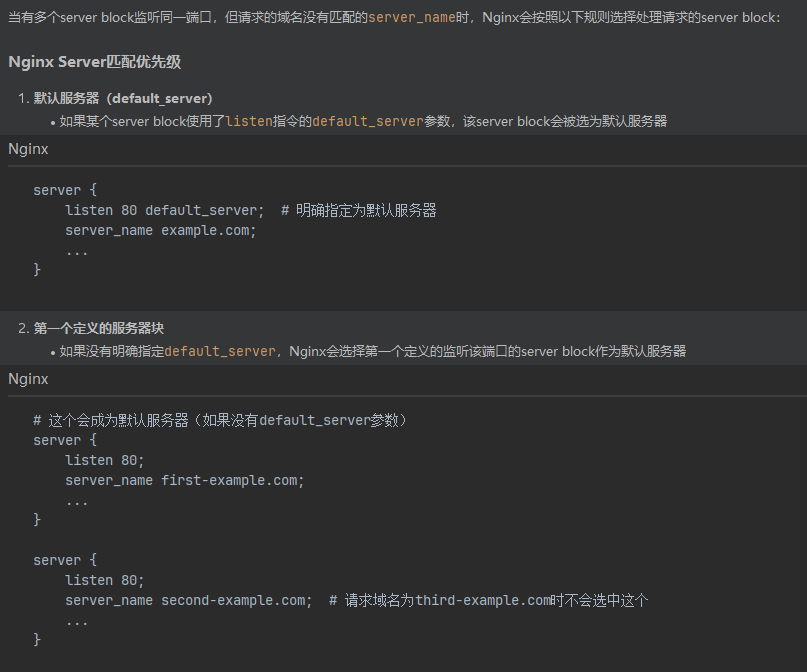 当有多个server block监听同一端口，但请求的域名没有匹配的server_name时，Nginx会按照以下规则选择处理请求的server block：
Nginx Server匹配优先级
1. 默认服务器（default_server）
• 如果某个server block使用了listen指令的default_server参数，该server block会被选为默认服务器
Nginx
server {
    listen 80 default_server;  # 明确指定为默认服务器
    server_name example.com;
    ...
}
2. 第一个定义的服务器块
• 如果没有明确指定default_server，Nginx会选择第一个定义的监听该端口的server block作为默认服务器
Nginx
# 这个会成为默认服务器（如果没有default_server参数）
server {
    listen 80;
    server_name first-example.com;
    ...
}
server {
    listen 80;
    server_name second-example.com;  # 请求域名为third-example.com时不会选中这个
    ...
}